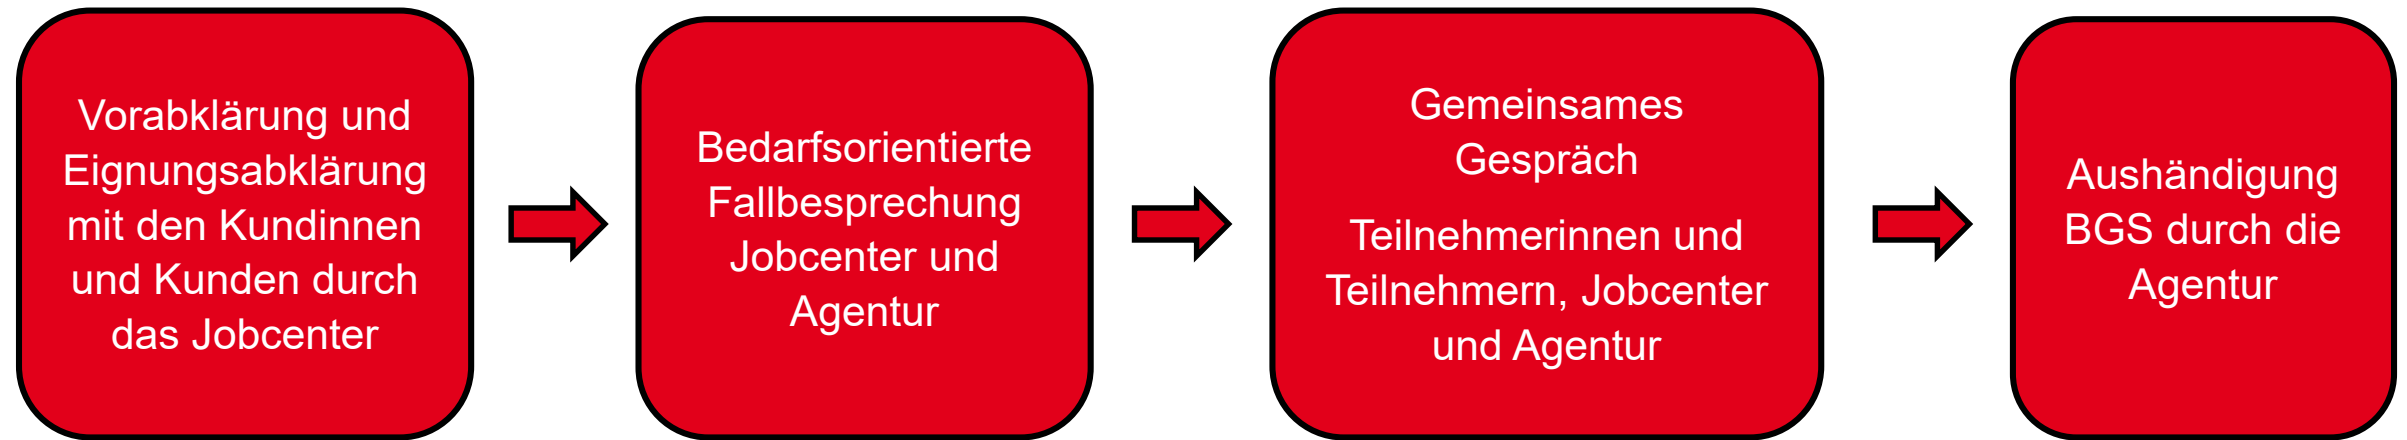 Vorabklärung und
Eignungsabklärung
mit den Kundinnen
und Kunden durch
das Jobcenter
Bedarfsorientierte
Fallbesprechung
Jobcenter und
Agentur
Gemeinsames
Gespräch
Teilnehmerinnen und
Teilnehmern, Jobcenter
und Agentur
Aushändigung
BGS durch die
Agentur